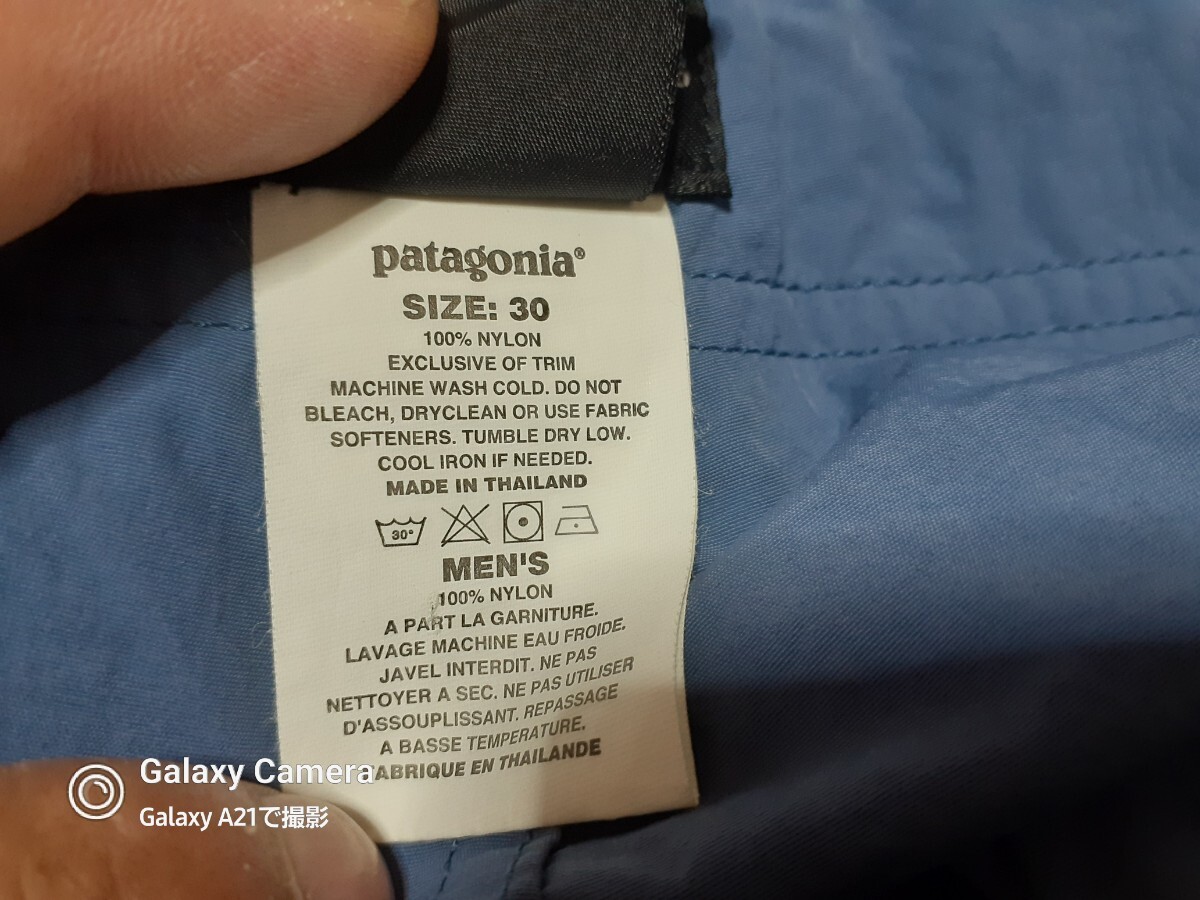 patagonia®
SIZE: 30
100% NYLON
EXCLUSIVE OF TRIM
MACHINE WASH COLD. DO NOT
BLEACH, DRYCLEAN OR USE FABRIC
SOFTENERS. TUMBLE DRY LOW.
COOL IRON IF NEEDED.
MADE IN THAILAND
30°
MEN'S
100% NYLON
A PART LA GARNITURE.
LAVAGE MACHINE EAU FROIDE.
JAVEL INTERDIT. NE PAS
NETTOYER A SEC. NE PAS UTILISER
D'ASSOUPLISSANT. REPASSAGE
A BASSE TEMPERATURE.
FABRIQUE EN THAILANDE
Galaxy Camera
Galaxy A21で撮影